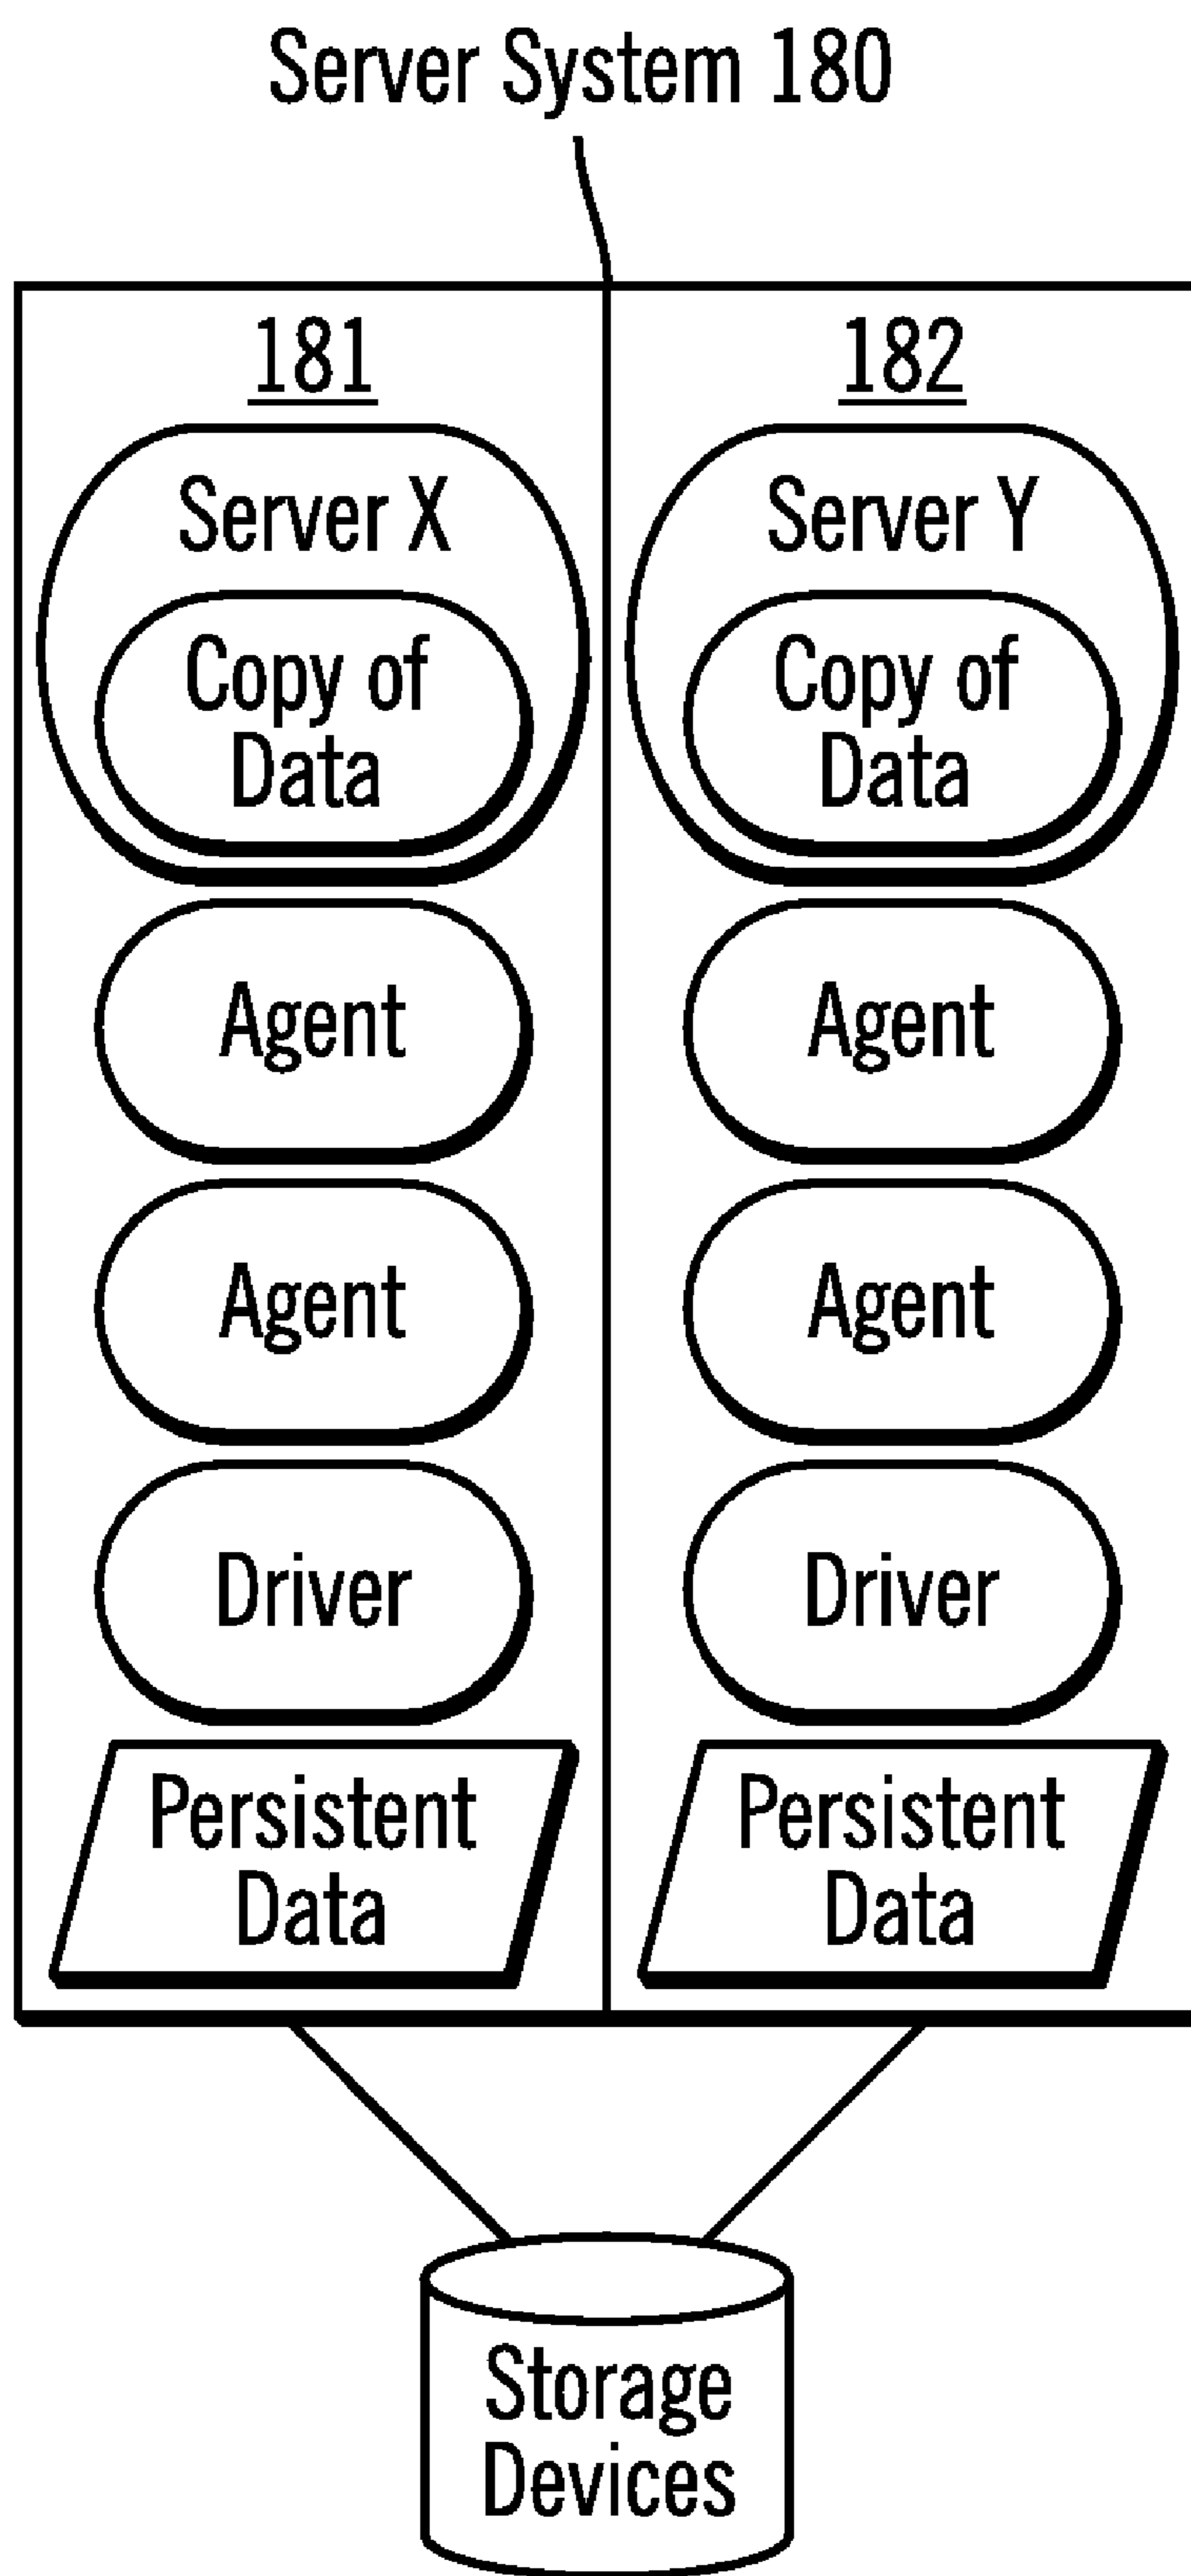 Server System 180
181
Server X
Copy of
Data
Agent
Agent
Driver
Persistent
Data
182
Server Y
Copy of
Data
Agent
Agent
Driver
Persistent
Data
Storage
Devices